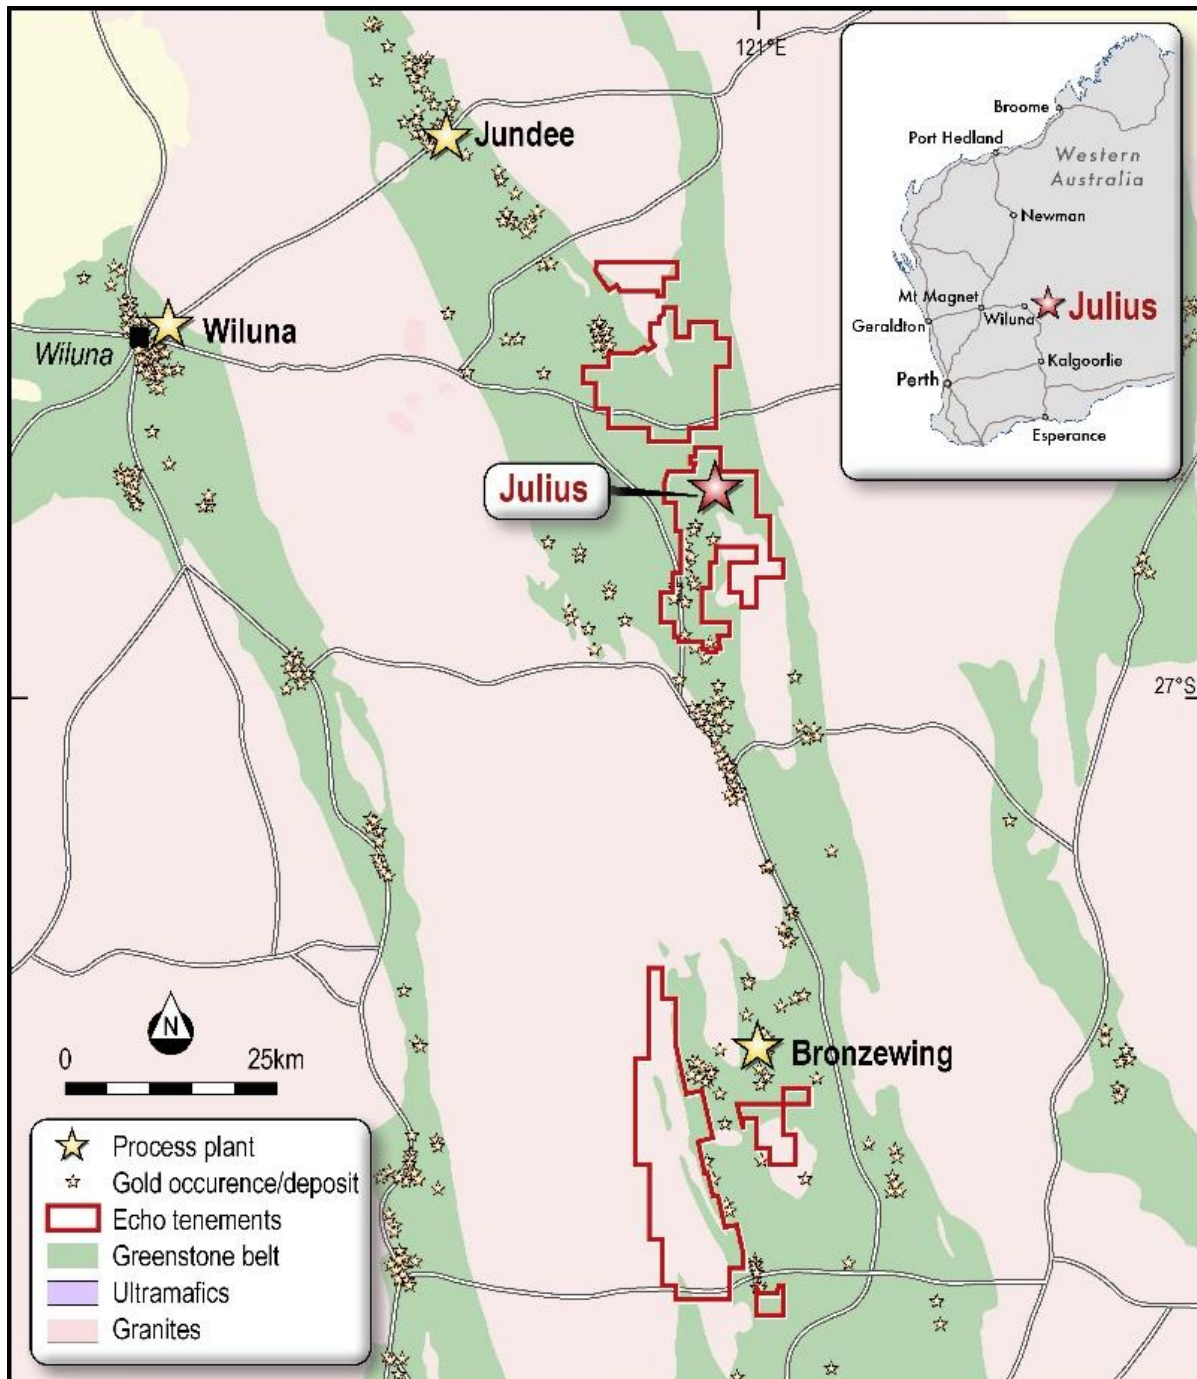 121°E
Jundee
Wiluna
Wiluna
Julius
27°S
Bronzewing
Broome
Port Hedland
Western
Australia
Newman
Mt Magnet
Wiluna
Julius
Geraldton
Kalgoorlie
Perth
Esperance
N
0 25km
Process plant
Gold occurence/deposit
Echo tenements
Greenstone belt
Ultramafics
Granites